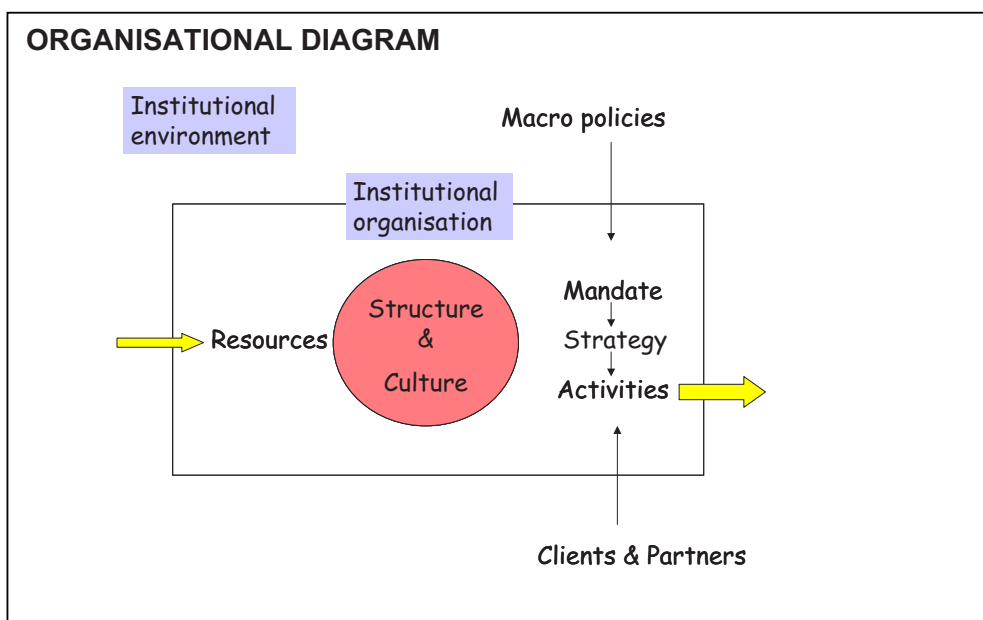 ORGANISATIONAL DIAGRAM
Institutional
environment
Macro policies
Institutional
organisation
Mandate
Structure
&
Culture
Resources
Strategy
Activities
Clients & Partners